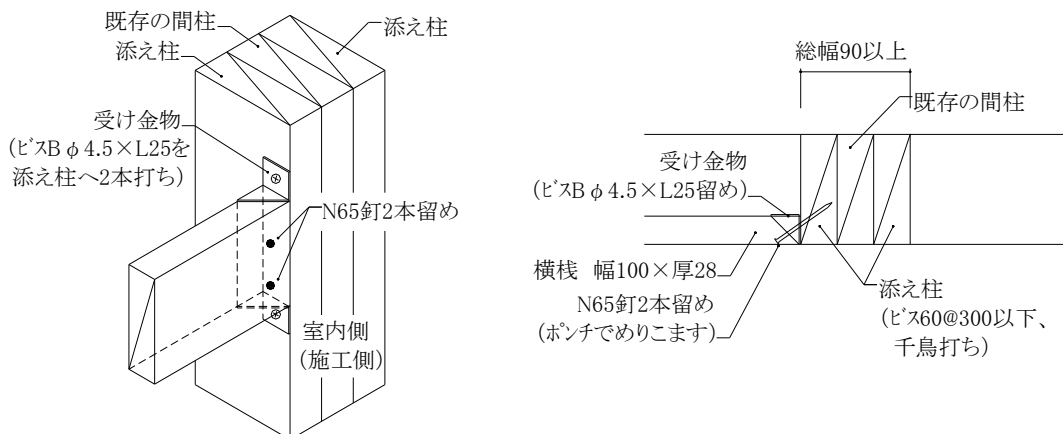 既存の間柱
添え柱
添え柱
受け金物
(ﾋﾞｽBφ4.5×L25を
添え柱へ2本打ち)
N65釘2本留め
室内側
(施工側)
総幅90以上
既存の間柱
受け金物
(ﾋﾞｽBφ4.5×L25留め)
横桟 幅100×厚28
N65釘2本留め
(ポンチでめりこます)
添え柱
(ﾋﾞｽ60@300以下、
千鳥打ち)